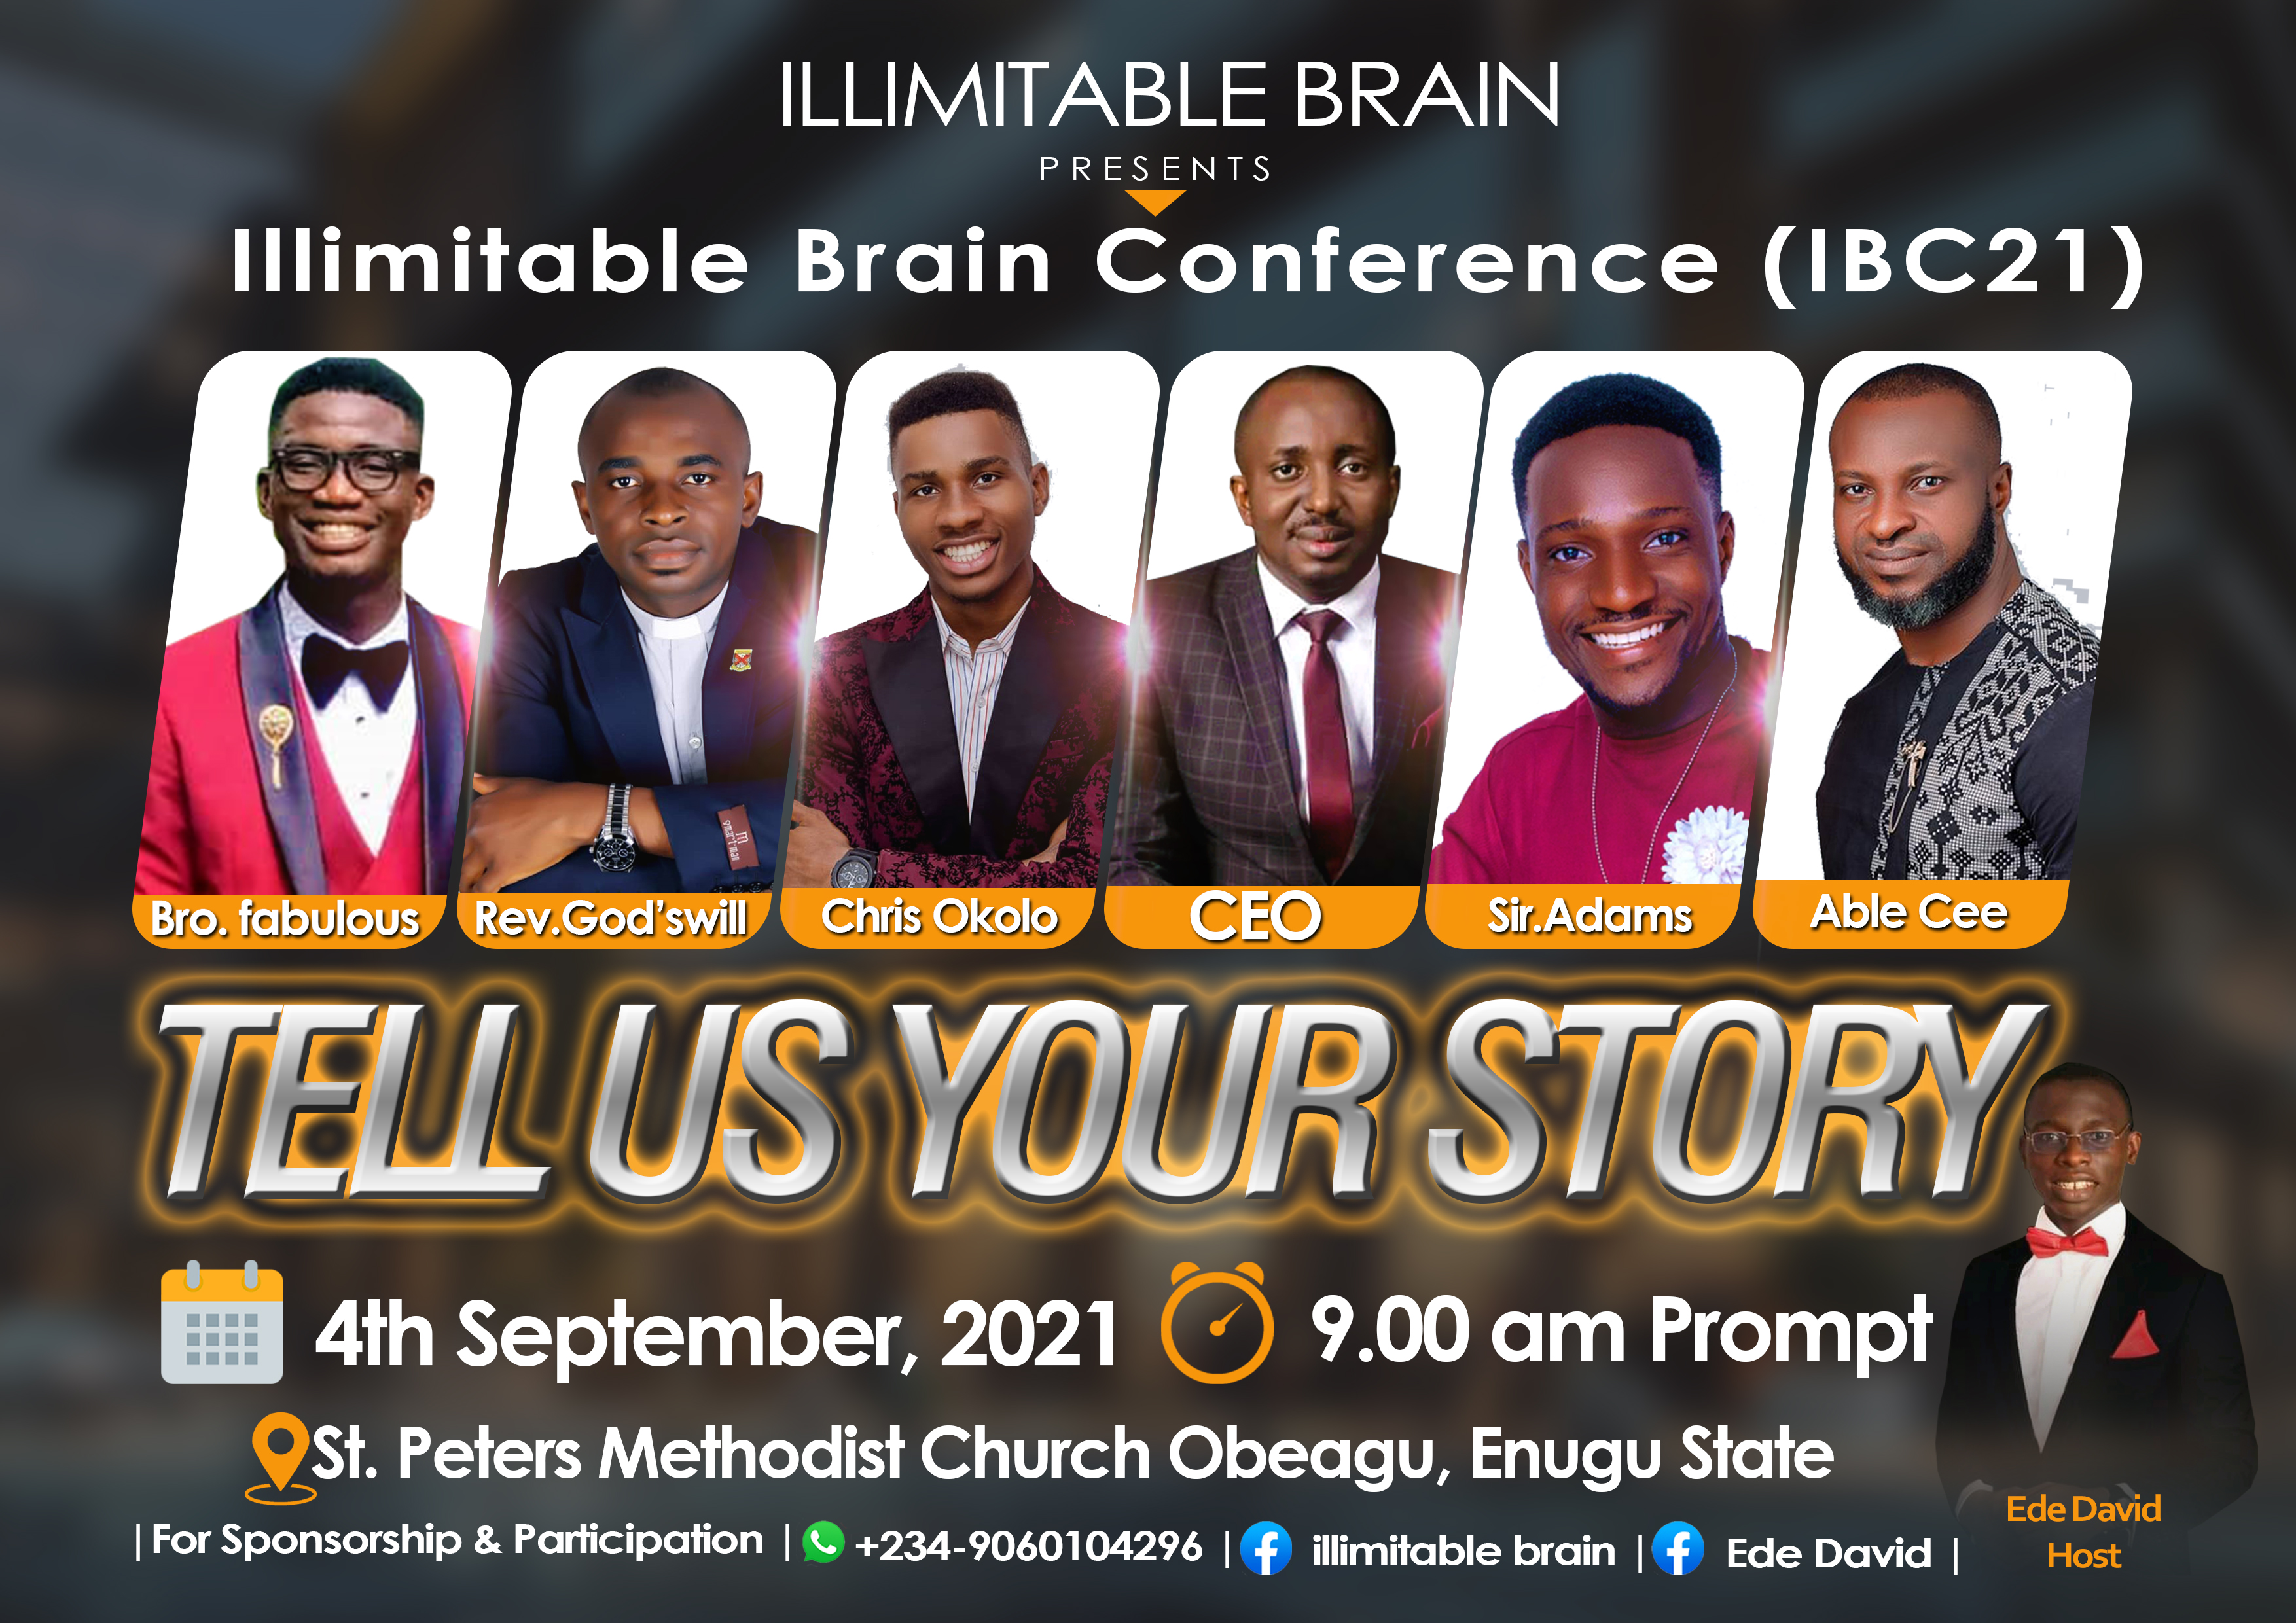 ILLIMITABLE BRAIN
PRESENTS
Illimitable Brain Conference (IBC21)
M
smart man
Bro. fabulous
Rev.God'swill
Chris Okolo
CEO
Sir.Adams
Able Cee
TELL US YOUR STORY
4th September, 2021
9.00 am Prompt
St. Peters Methodist Church Obeagu, Enugu State
|For Sponsorship & Participation | +234-9060104296 | illimitable brain | Ede David |
Ede David
Host